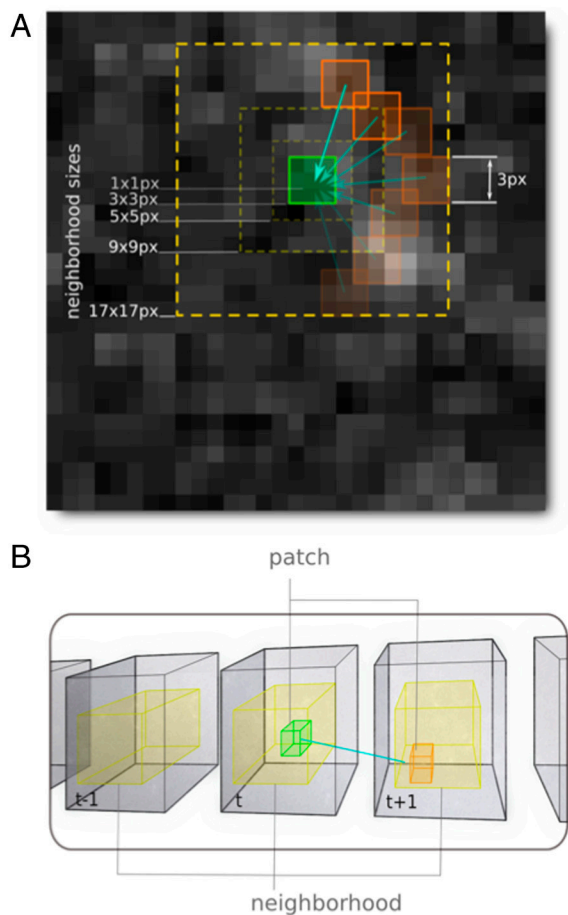 A
neighborhood sizes
1x1px
3x3px
5x5px
9x9px
17x17px
3px
B
patch
t-1
t
t+1
neighborhood